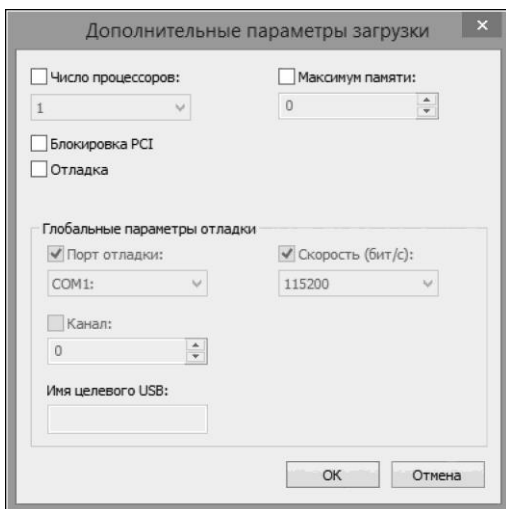 Дополнительные параметры загрузки
Число процессоров:
Максимум памяти:
1
0
Блокировка PCI
Отладка
Глобальные параметры отладки
Порт отладки:
Скорость (бит/с):
COM1:
115200
Канал:
0
Имя целевого USB:
OK
Отмена